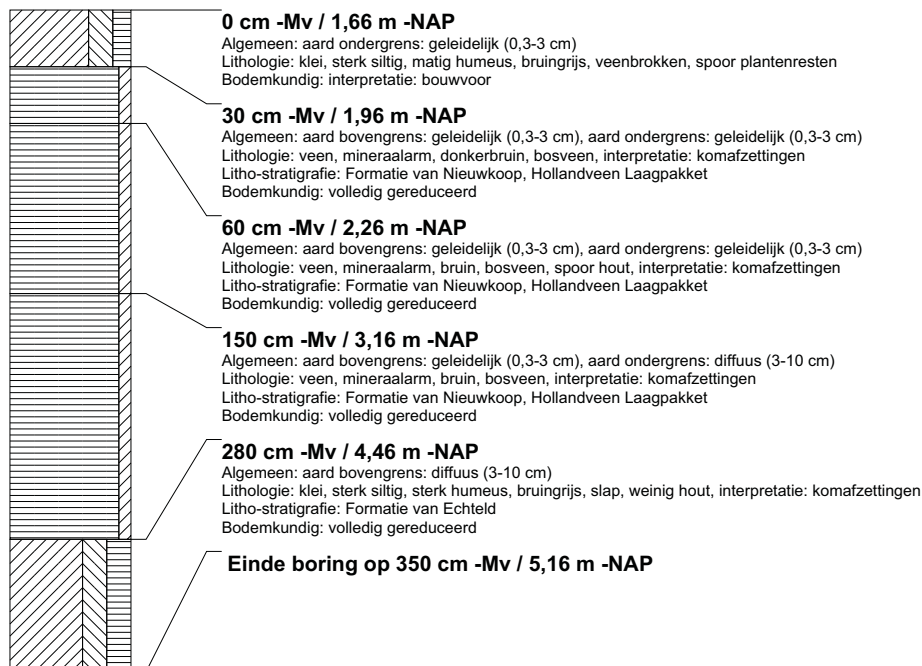 0 cm -Mv / 1,66 m -NAP
Algemeen: aard ondergrens: geleidelijk (0,3-3 cm)
Lithologie: klei, sterk siltig, matig humeus, bruingrijs, veenbrokken, spoor plantenresten
Bodemkundig: interpretatie: bouwvoor
30 cm -Mv / 1,96 m -NAP
Algemeen: aard bovengrens: geleidelijk (0,3-3 cm), aard ondergrens: geleidelijk (0,3-3 cm)
Lithologie: veen, mineraalarm, donkerbruin, bosveen, interpretatie: komafzettingen
Litho-stratigrafie: Formatie van Nieuwkoop, Hollandveen Laagpakket
Bodemkundig: volledig gereduceerd
60 cm -Mv / 2,26 m -NAP
Algemeen: aard bovengrens: geleidelijk (0,3-3 cm), aard ondergrens: geleidelijk (0,3-3 cm)
Lithologie: veen, mineraalarm, bruin, bosveen, spoor hout, interpretatie: komafzettingen
Litho-stratigrafie: Formatie van Nieuwkoop, Hollandveen Laagpakket
Bodemkundig: volledig gereduceerd
150 cm -Mv / 3,16 m -NAP
Algemeen: aard bovengrens: geleidelijk (0,3-3 cm), aard ondergrens: diffuus (3-10 cm)
Lithologie: veen, mineraalarm, bruin, bosveen, interpretatie: komafzettingen
Litho-stratigrafie: Formatie van Nieuwkoop, Hollandveen Laagpakket
Bodemkundig: volledig gereduceerd
280 cm -Mv / 4,46 m -NAP
Algemeen: aard bovengrens: diffuus (3-10 cm)
Lithologie: klei, sterk siltig, sterk humeus, bruingrijs, slap, weinig hout, interpretatie: komafzettingen
Litho-stratigrafie: Formatie van Echteld
Bodemkundig: volledig gereduceerd
Einde boring op 350 cm -Mv / 5,16 m -NAP